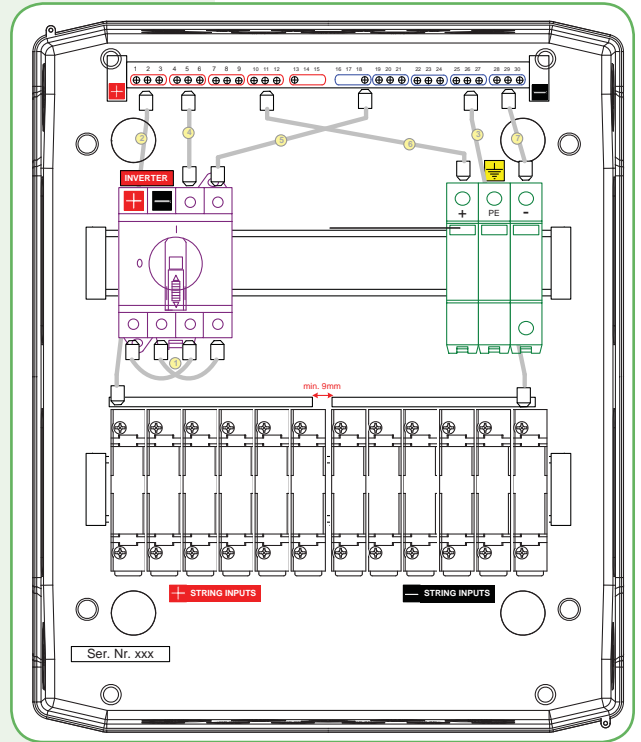 1 2 3 4 5 6 7 8 9 10 11 12 13 14 15 16 17 18 19 20 21 22 23 24 25 26 27 28 29 30
+ −
2 4 5 6 3 7
INVERTER
+ −
+ PE -
I
0
1
min. 9mm
+ STRING INPUTS
− STRING INPUTS
Ser. Nr. xxx